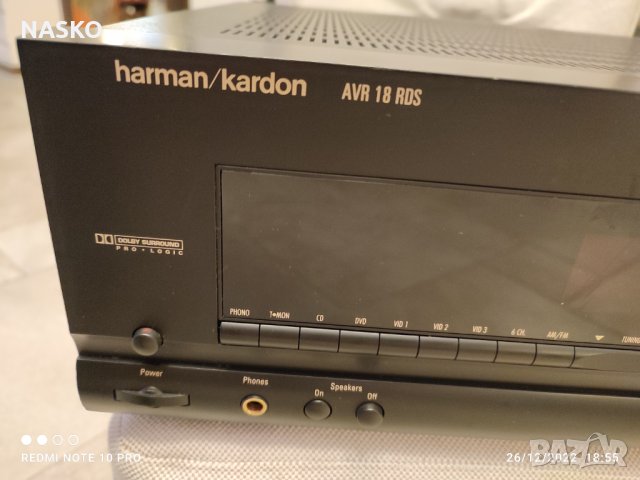 NASKO
harman/kardon AVR 18 RDS
DOLBY SURROUND
PRO • LOGIC
PHONO T•MON CD DVD VID 1 VID 2 VID 3 6 CH. AM/FM TUNING
Power Phones On Speakers Off
REDMI NOTE 10 PRO
26/12/2022 18:55
BAZAR